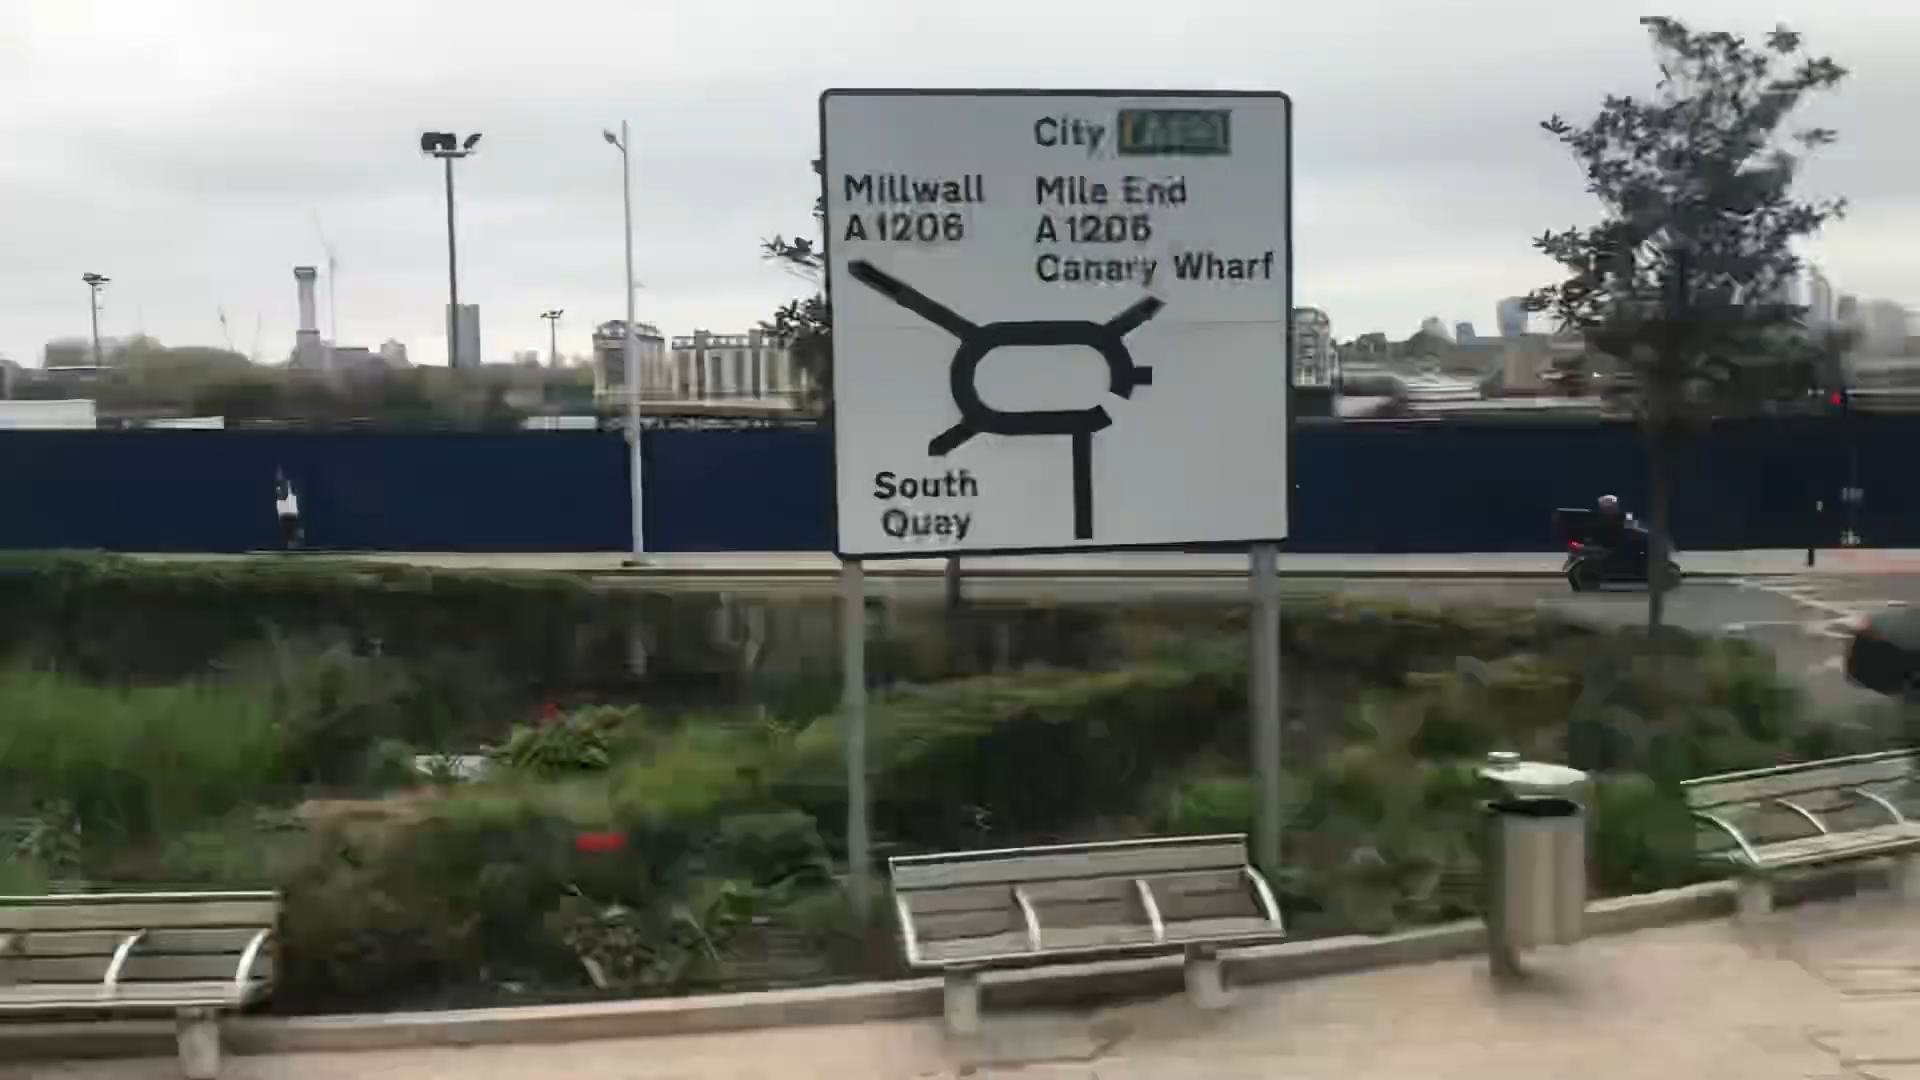 City
Millwall
A1206
Mile End
A1206
Canary Wharf
South
Quay